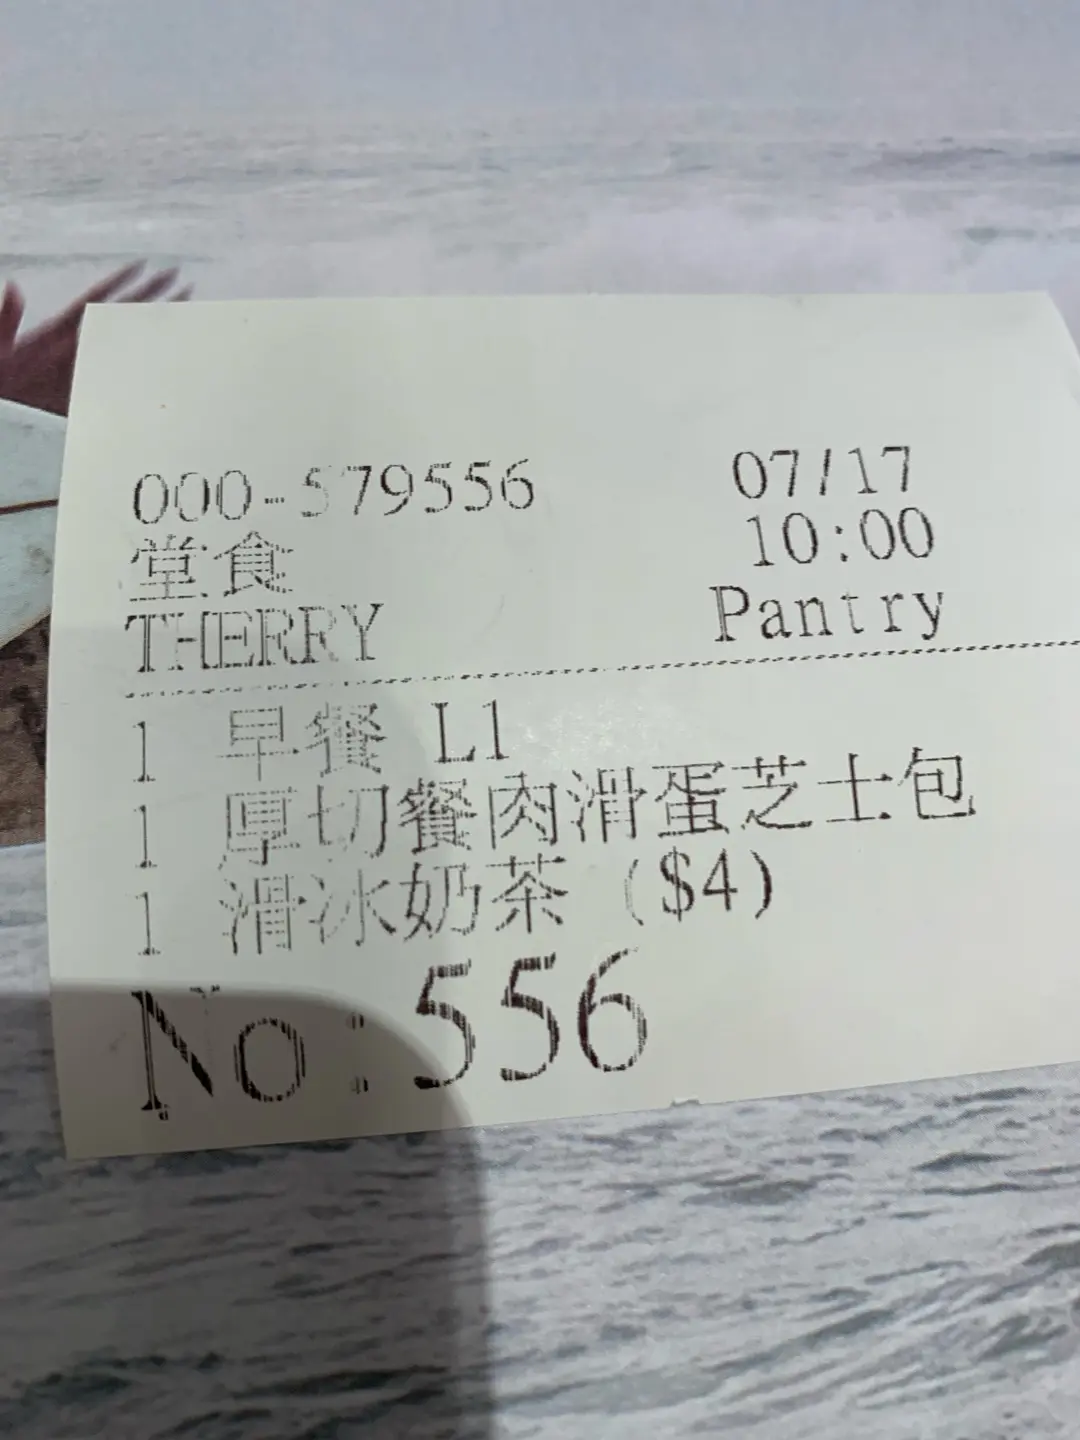 000-579556 07/17
堂食 10:00
THERRY Pantry
1 早餐 L1
1 厚切餐肉滑蛋芝士包
1 滑冰奶茶 ($4)
No:556